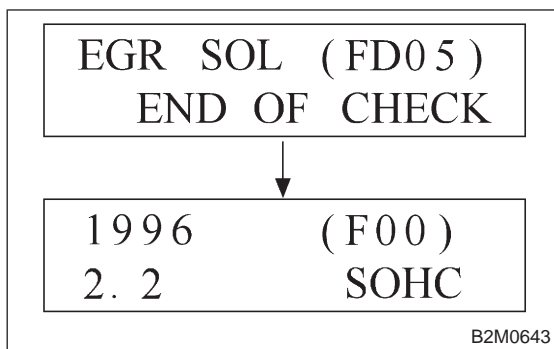 EGR SOL (FD05)
END OF CHECK
1996 (F00)
2.2 SOHC
B2M0643